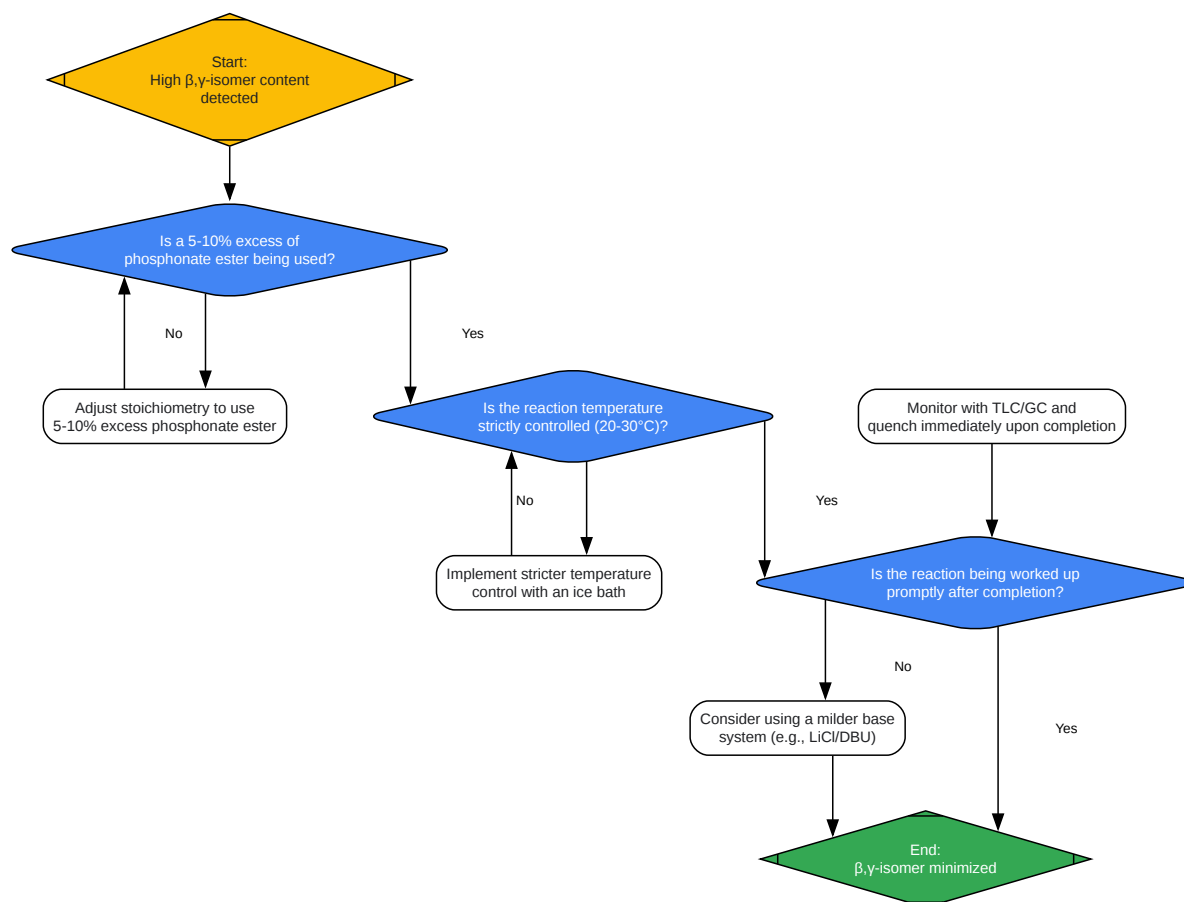 Start:
High β,γ-isomer content
detected
Is a 5-10% excess of
phosphonate ester being used?
No
Yes
Adjust stoichiometry to use
5-10% excess phosphonate ester
Is the reaction temperature
strictly controlled (20-30°C)?
Monitor with TLC/GC and
quench immediately upon completion
No
Yes
Implement stricter temperature
control with an ice bath
Is the reaction being worked up
promptly after completion?
No
Yes
Consider using a milder base
system (e.g., LiCl/DBU)
End:
β,γ-isomer minimized